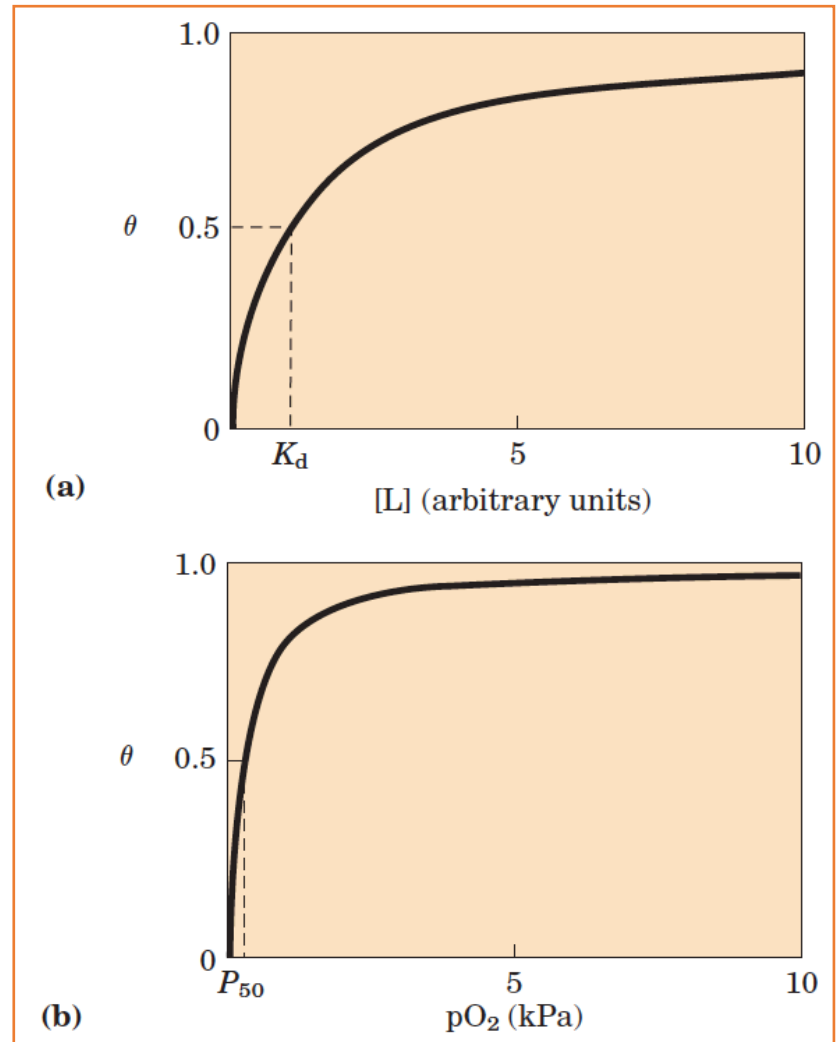 1.0
θ 0.5
0
K_d 5 10
(a)
[L] (arbitrary units)
1.0
θ 0.5
0
P_50 5 10
(b)
pO₂ (kPa)